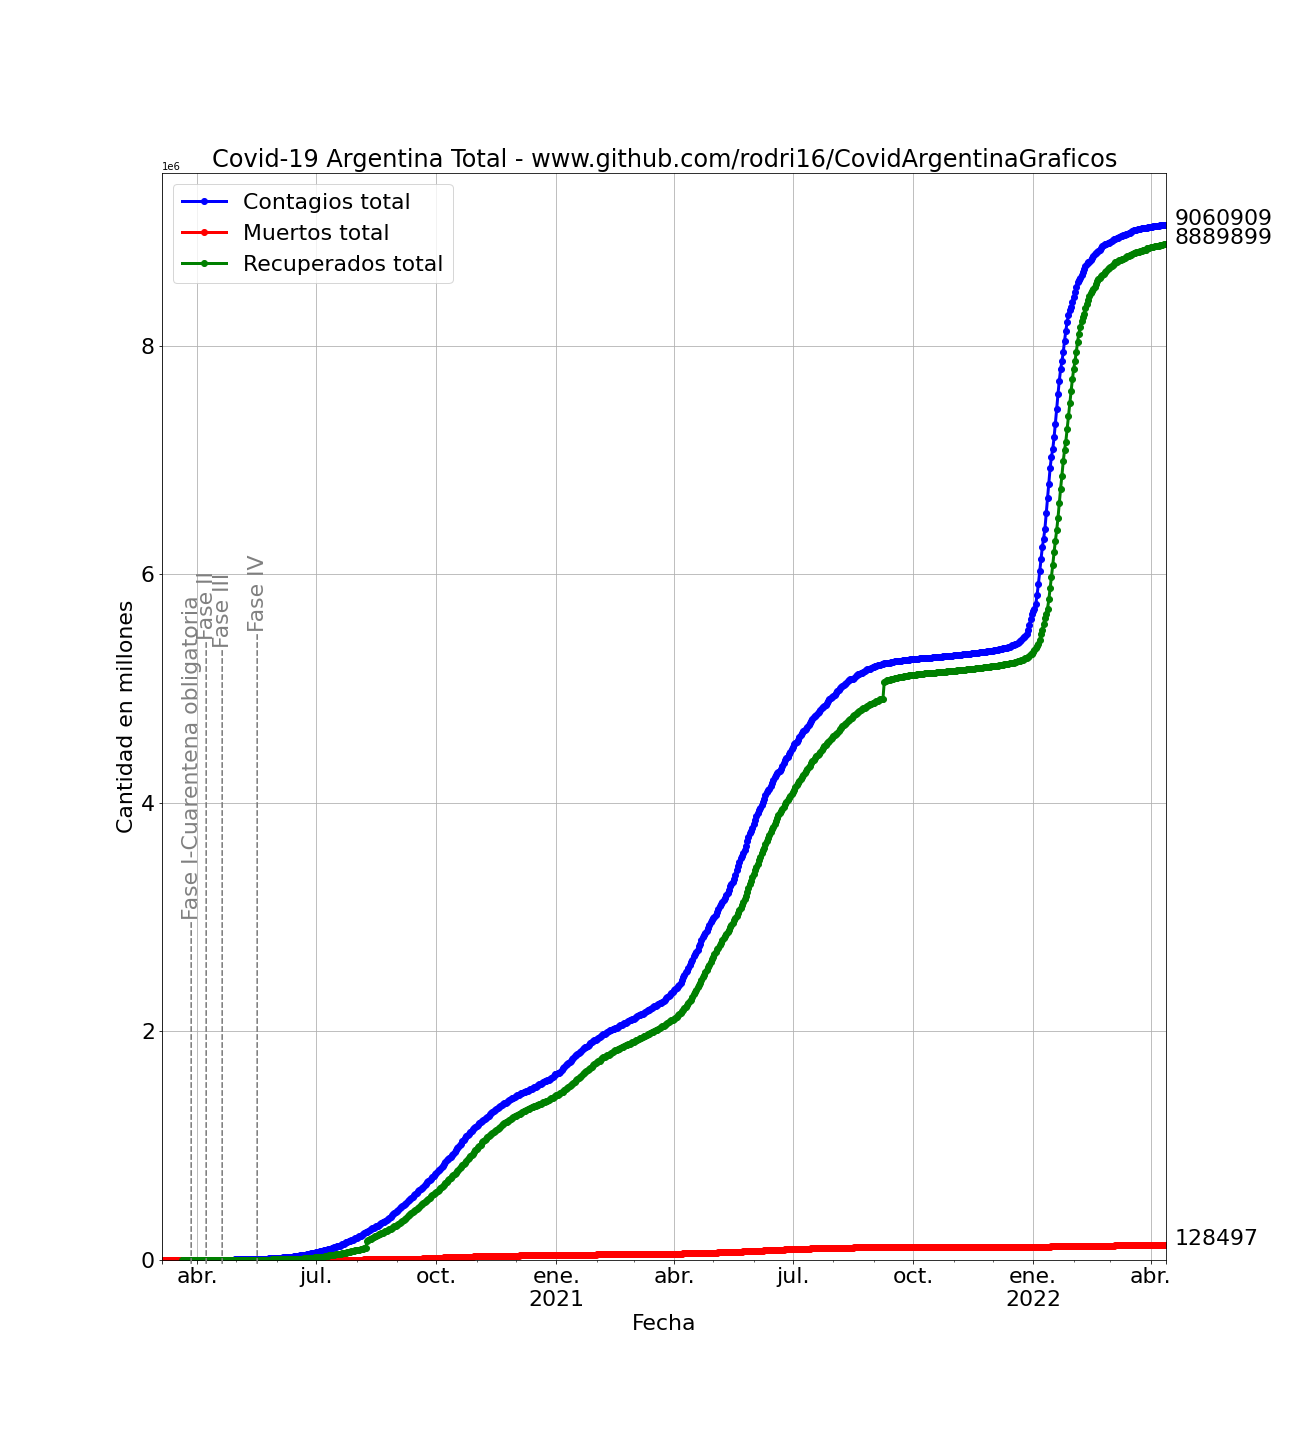 Covid-19 Argentina Total - www.github.com/rodri16/CovidArgentinaGraficos
1e6
Contagios total
Muertos total
Recuperados total
9060909
8889899
128497
8
6
4
2
0
Cantidad en millones
Fase I-Cuarentena obligatoria
Fase II
Fase III
Fase IV
abr.
jul.
oct.
ene.
2021
abr.
jul.
oct.
ene.
2022
abr.
Fecha